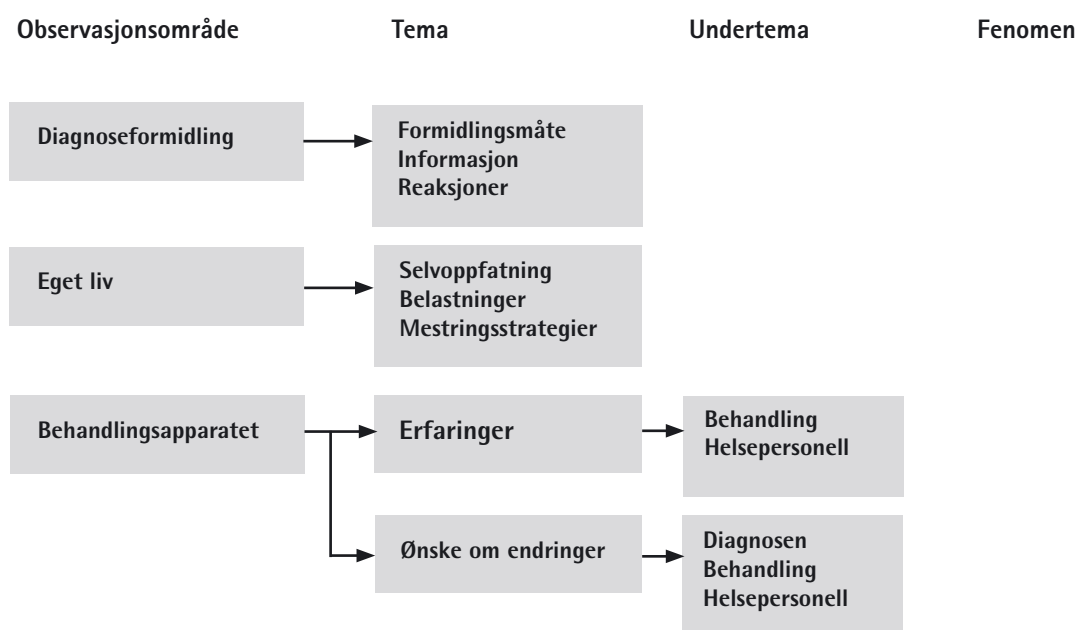 Observasjonsområde Tema Undertema Fenomen
Diagnoseformidling
Formidlingsmåte
Informasjon
Reaksjoner
Eget liv
Selvoppfatning
Belastninger
Mestringsstrategier
Behandlingsapparatet
Erfaringer
Behandling
Helsepersonell
Ønske om endringer
Diagnosen
Behandling
Helsepersonell